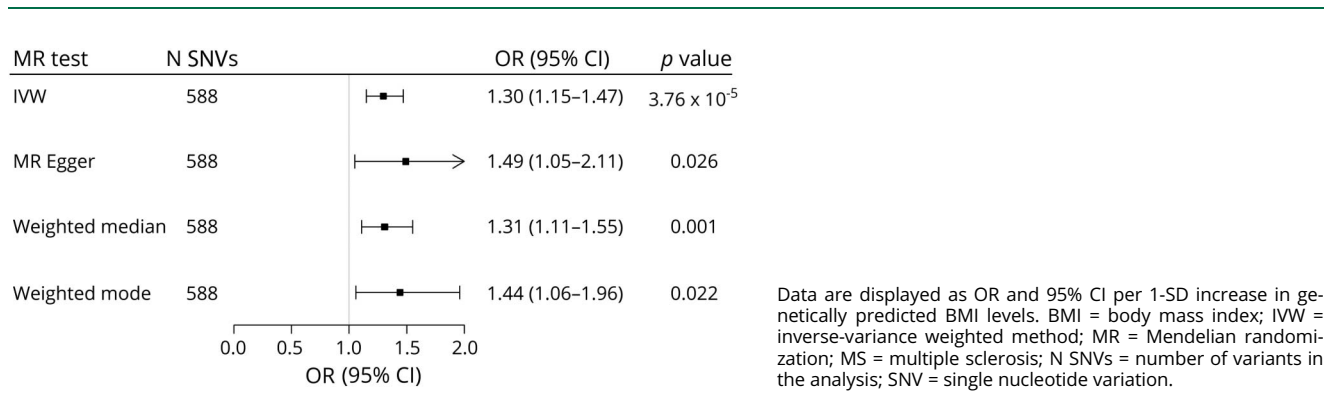 MR test N SNVs OR (95% CI) p value
IVW 588 1.30 (1.15–1.47) 3.76 x 10-5
MR Egger 588 1.49 (1.05–2.11) 0.026
Weighted median 588 1.31 (1.11–1.55) 0.001
Weighted mode 588 1.44 (1.06–1.96) 0.022
0.0 0.5 1.0 1.5 2.0
OR (95% CI)
Data are displayed as OR and 95% CI per 1-SD increase in ge-
netically predicted BMI levels. BMI = body mass index; IVW =
inverse-variance weighted method; MR = Mendelian randomi-
zation; MS = multiple sclerosis; N SNVs = number of variants in
the analysis; SNV = single nucleotide variation.